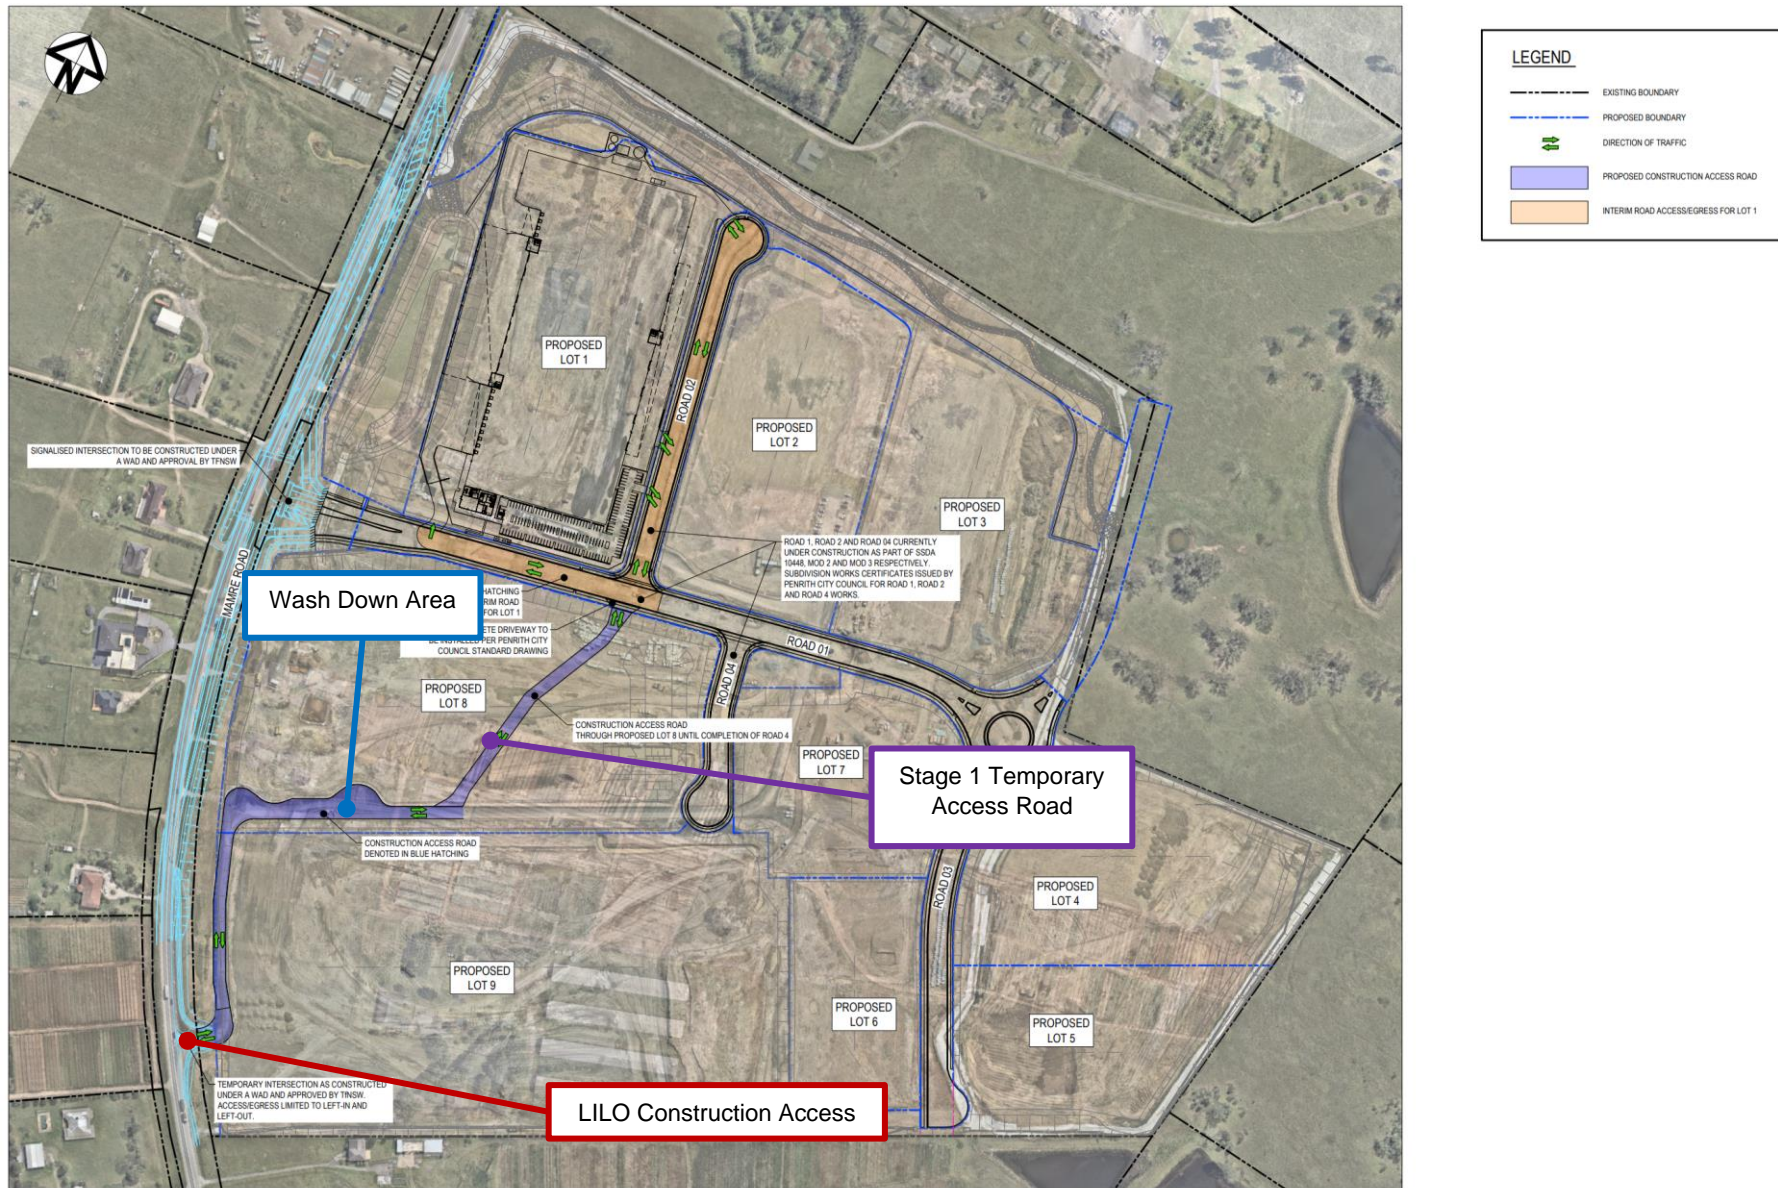 LEGEND
EXISTING BOUNDARY
PROPOSED BOUNDARY
DIRECTION OF TRAFFIC
PROPOSED CONSTRUCTION ACCESS ROAD
INTERIM ROAD ACCESS/EGRESS FOR LOT 1
N
PROPOSED
LOT 1
ROAD 02
PROPOSED
LOT 2
SIGNALISED INTERSECTION TO BE CONSTRUCTED UNDER
A WAD AND APPROVAL BY TFNSW
PROPOSED
LOT 3
ROAD 1, ROAD 2 AND ROAD 04 CURRENTLY
UNDER CONSTRUCTION AS PART OF SSDA
10448, MOD 2 AND MOD 3 RESPECTIVELY.
SUBDIVISION WORKS CERTIFICATES ISSUED BY
PENRITH CITY COUNCIL FOR ROAD 1, ROAD 2
AND ROAD 4 WORKS.
MAMRE ROAD
Wash Down Area
HATCHING
RIM ROAD
FOR LOT 1
ETE DRIVEWAY TO
BE INSTALLED PER PENRITH CITY
COUNCIL STANDARD DRAWING
ROAD 01
ROAD 04
PROPOSED
LOT 8
CONSTRUCTION ACCESS ROAD
THROUGH PROPOSED LOT 8 UNTIL COMPLETION OF ROAD 4
PROPOSED
LOT 7
Stage 1 Temporary
Access Road
CONSTRUCTION ACCESS ROAD
DENOTED IN BLUE HATCHING
ROAD 03
PROPOSED
LOT 4
PROPOSED
LOT 9
PROPOSED
LOT 6
PROPOSED
LOT 5
TEMPORARY INTERSECTION AS CONSTRUCTED
UNDER A WAD AND APPROVED BY TfNSW.
ACCESS/EGRESS LIMITED TO LEFT-IN AND
LEFT-OUT.
LILO Construction Access